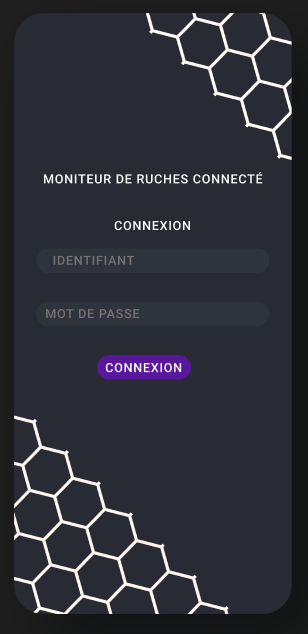 MONITEUR DE RUCHES CONNECTÉ
CONNEXION
IDENTIFIANT
MOT DE PASSE
CONNEXION